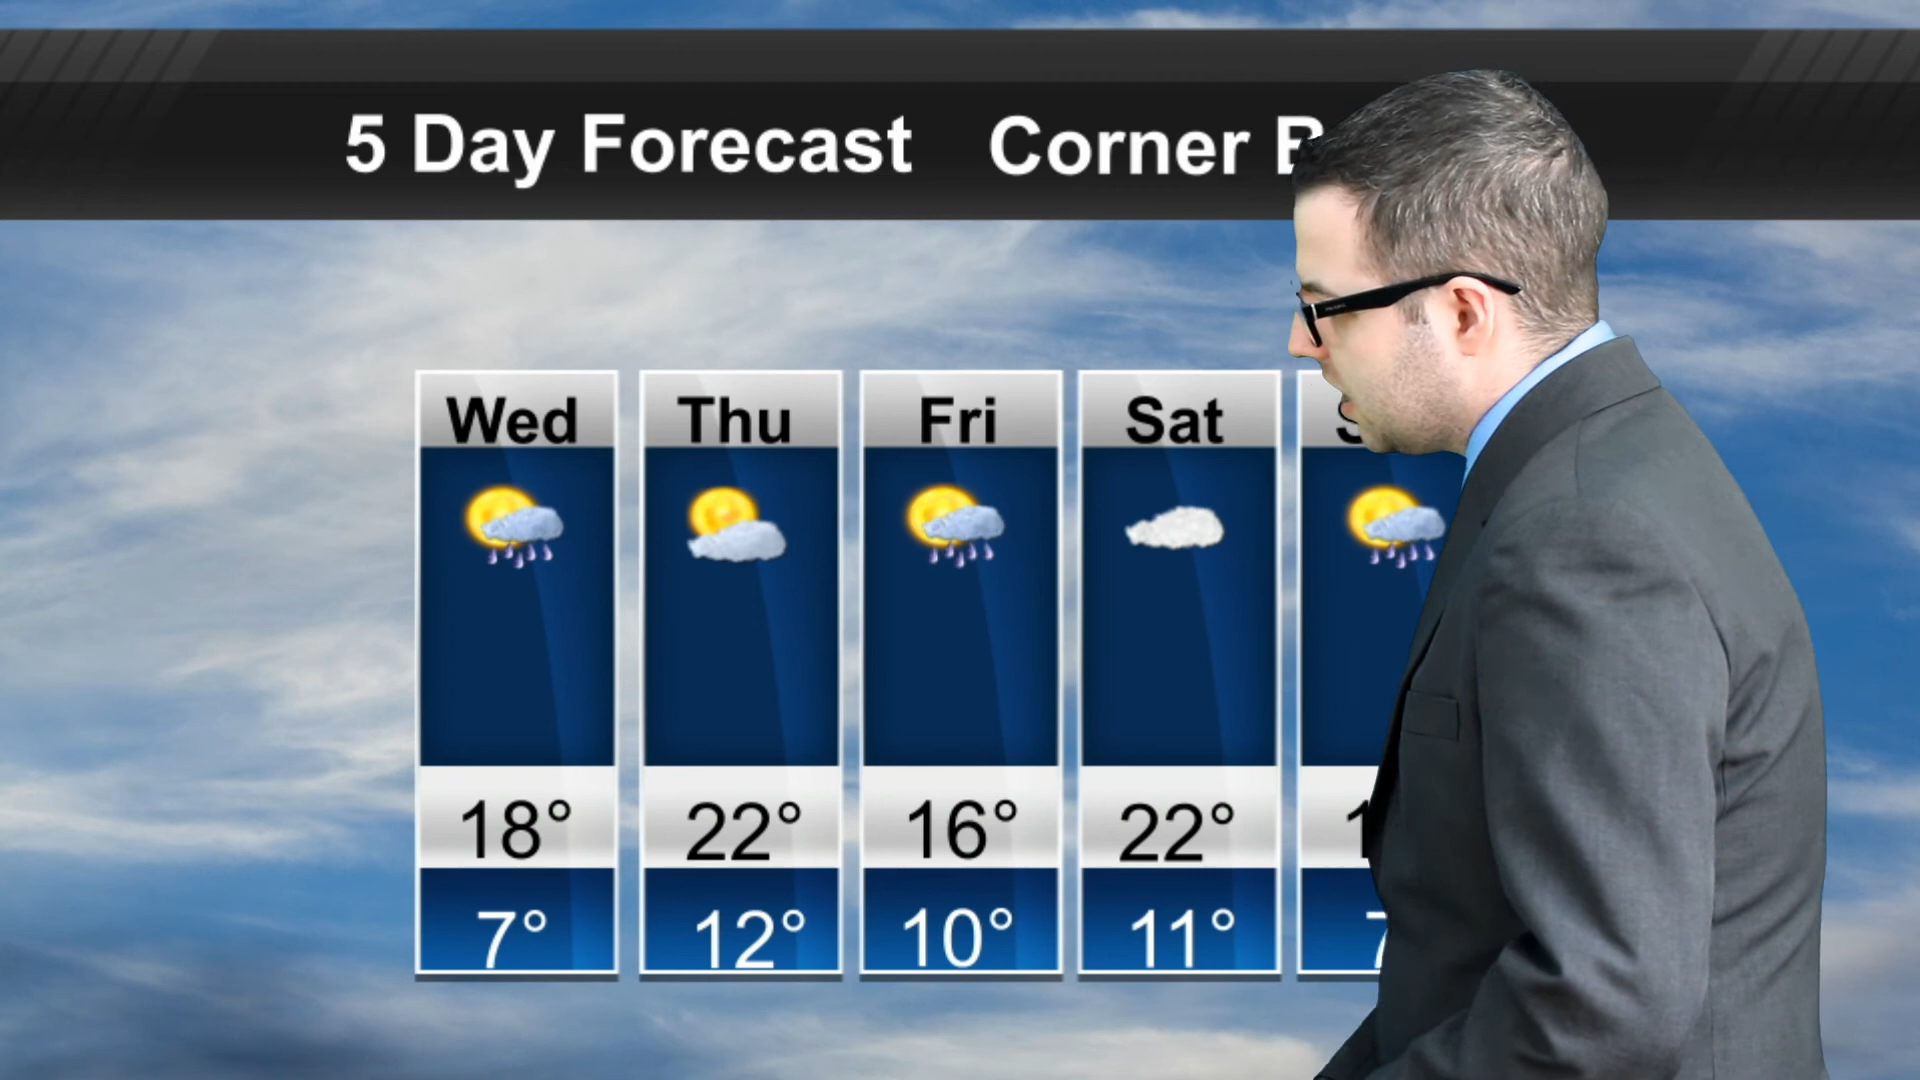 5 Day Forecast Corner
Wed Thu Fri Sat
18° 22° 16° 22°
7° 12° 10° 11°